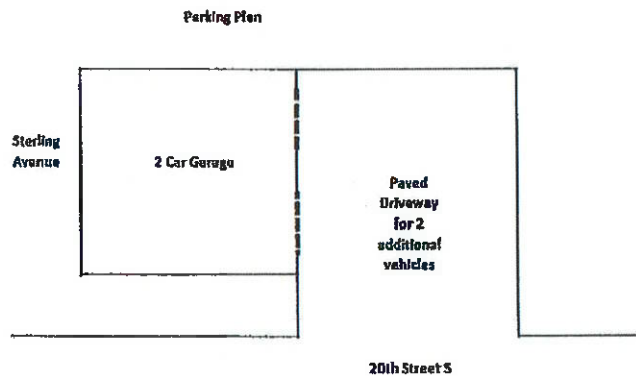 Parking Plan
Sterling
Avenue
2 Car Garage
Paved
Driveway
for 2
additional
vehicles
20th Street S